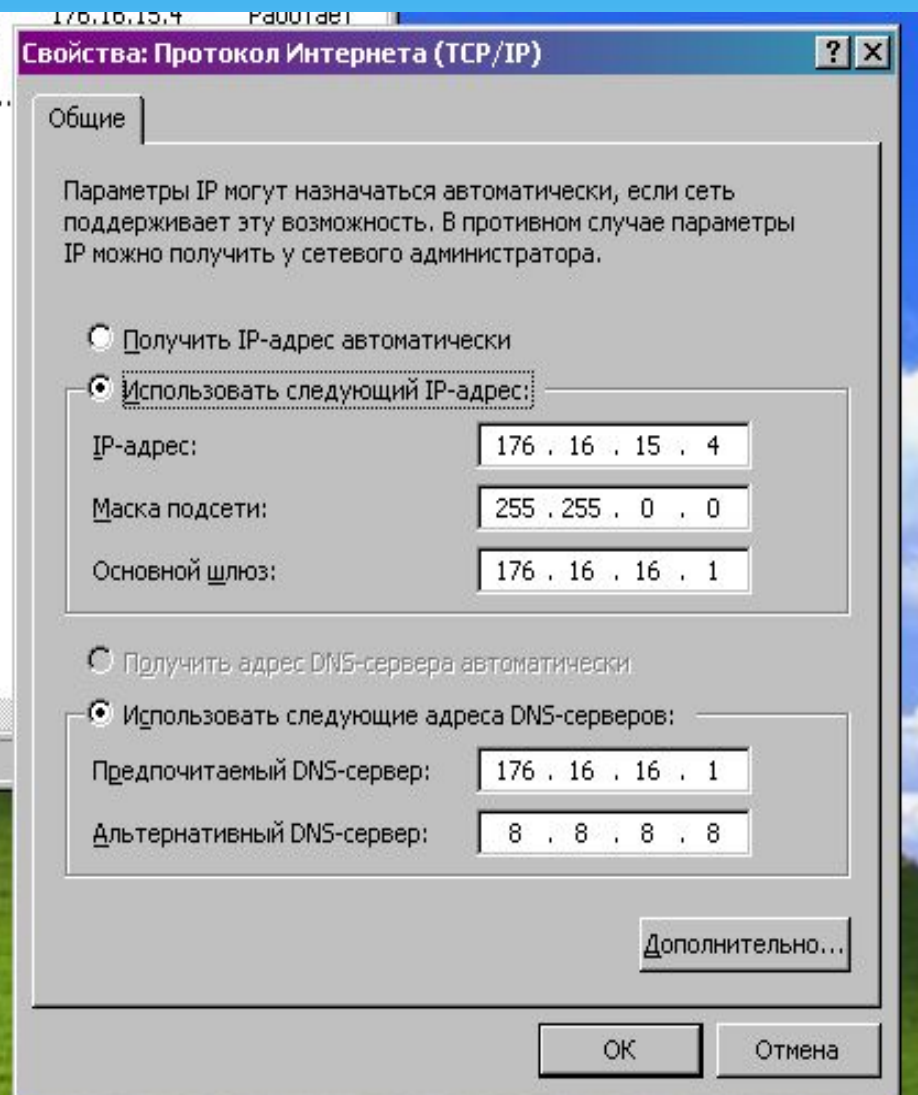 176.16.15.4 Работает
Свойства: Протокол Интернета (TCP/IP)
Общие
Параметры IP могут назначаться автоматически, если сеть
поддерживает эту возможность. В противном случае параметры
IP можно получить у сетевого администратора.
Получить IP-адрес автоматически
Использовать следующий IP-адрес:
IP-адрес: 176 . 16 . 15 . 4
Маска подсети: 255 . 255 . 0 . 0
Основной шлюз: 176 . 16 . 16 . 1
Получить адрес DNS-сервера автоматически
Использовать следующие адреса DNS-серверов:
Предпочитаемый DNS-сервер: 176 . 16 . 16 . 1
Альтернативный DNS-сервер: 8 . 8 . 8 . 8
Дополнительно...
ОК Отмена